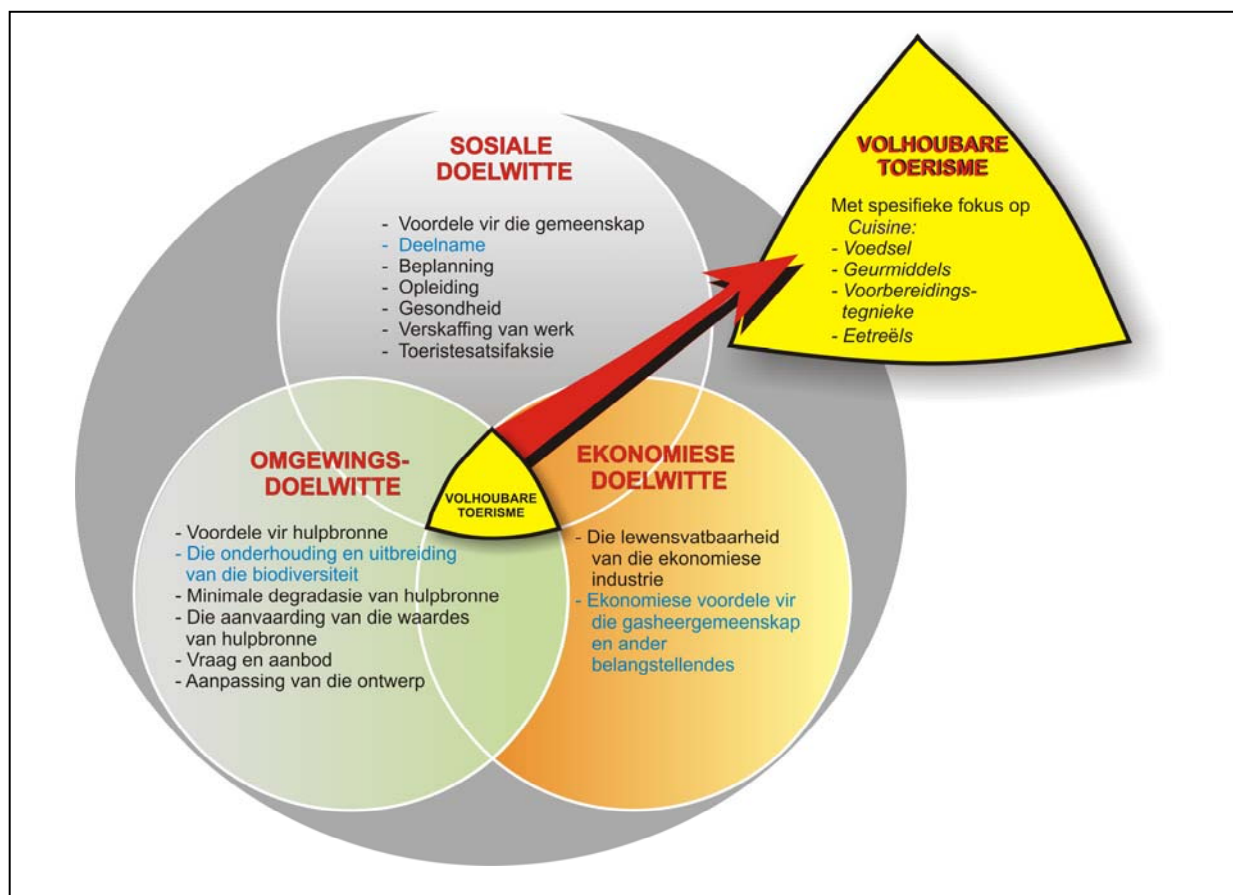 SOSIALE
DOELWITTE
- Voordele vir die gemeenskap
- Deelname
- Beplanning
- Opleiding
- Gesondheid
- Verskaffing van werk
- Toeristesatsifaksie
VOLHOUBARE
TOERISME
Met spesifieke fokus op
Cuisine:
- Voedsel
- Geurmiddels
- Voorbereidings-
tegnieke
- Eetreëls
OMGEWINGS-
DOELWITTE
- Voordele vir hulpbronne
- Die onderhouding en uitbreiding
van die biodiversiteit
- Minimale degradasie van hulpbronne
- Die aanvaarding van die waardes
van hulpbronne
- Vraag en aanbod
- Aanpassing van die ontwerp
VOLHOUBARE
TOERISME
EKONOMIESE
DOELWITTE
- Die lewensvatbaarheid
van die ekonomiese
industrie
- Ekonomiese voordele vir
die gasheergemeenskap
en ander
belangstellendes